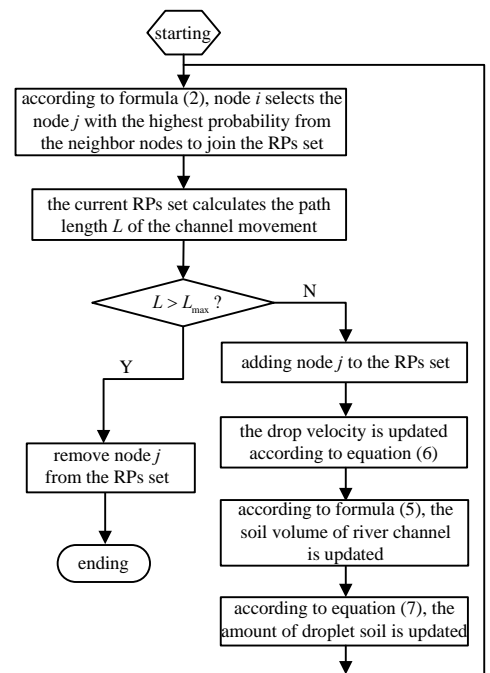 starting
according to formula (2), node i selects the
node j with the highest probability from
the neighbor nodes to join the RPs set
the current RPs set calculates the path
length L of the channel movement
L > Lmax ?
N
Y
adding node j to the RPs set
the drop velocity is updated
according to equation (6)
remove node j
from the RPs set
according to formula (5), the
soil volume of river channel
is updated
ending
according to equation (7), the
amount of droplet soil is updated